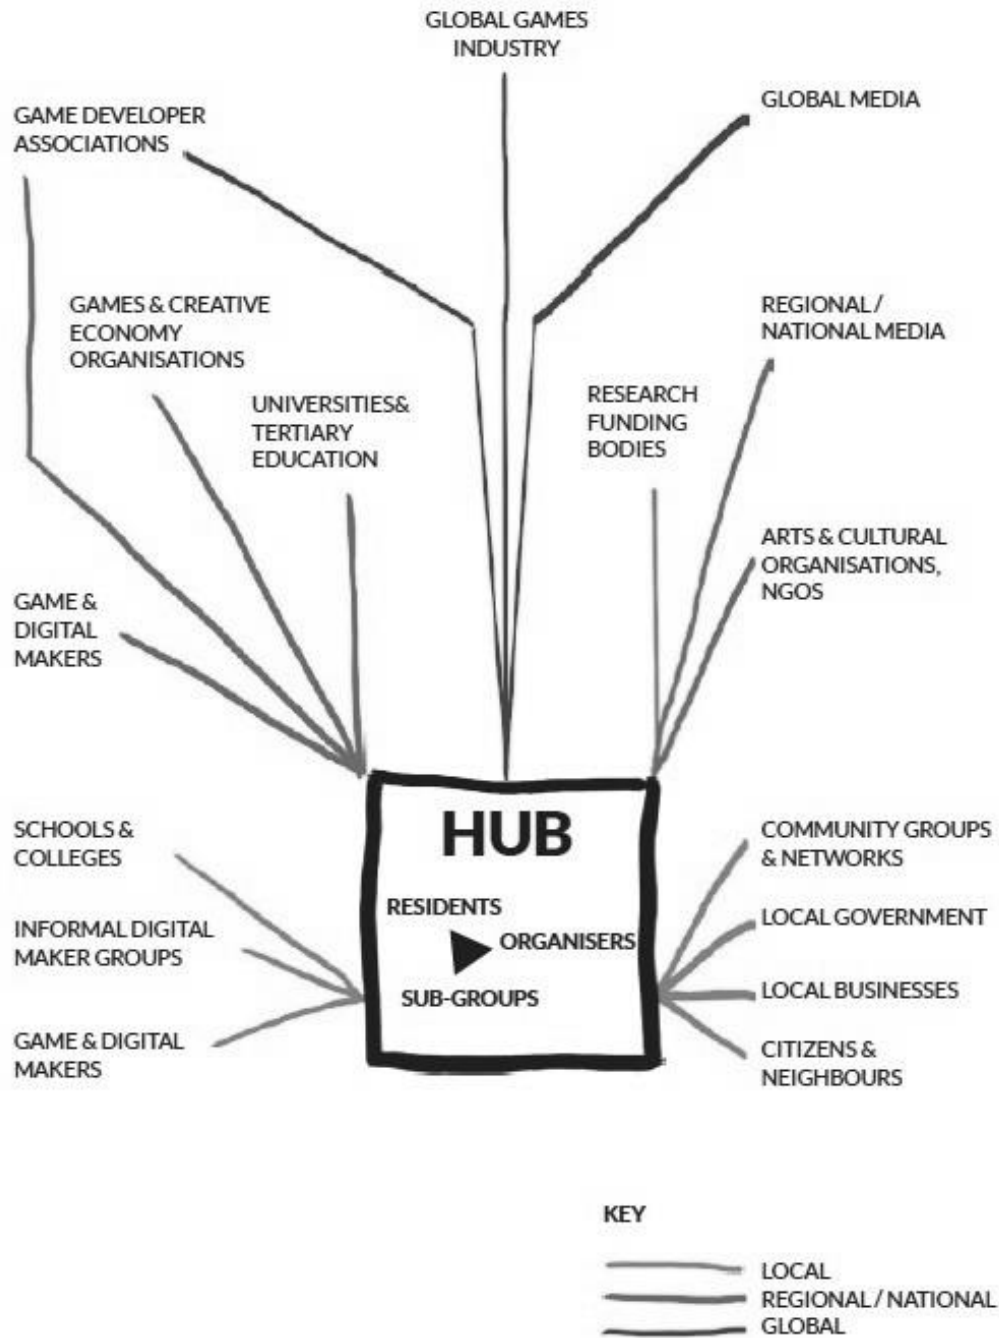 GLOBAL GAMES
INDUSTRY
GLOBAL MEDIA
GAME DEVELOPER
ASSOCIATIONS
GAMES & CREATIVE
ECONOMY
ORGANISATIONS
REGIONAL /
NATIONAL MEDIA
UNIVERSITIES&
TERTIARY
EDUCATION
RESEARCH
FUNDING
BODIES
ARTS & CULTURAL
ORGANISATIONS,
NGOS
GAME &
DIGITAL
MAKERS
HUB
RESIDENTS
ORGANISERS
SUB-GROUPS
SCHOOLS &
COLLEGES
INFORMAL DIGITAL
MAKER GROUPS
GAME & DIGITAL
MAKERS
COMMUNITY GROUPS
& NETWORKS
LOCAL GOVERNMENT
LOCAL BUSINESSES
CITIZENS &
NEIGHBOURS
KEY
LOCAL
REGIONAL / NATIONAL
GLOBAL